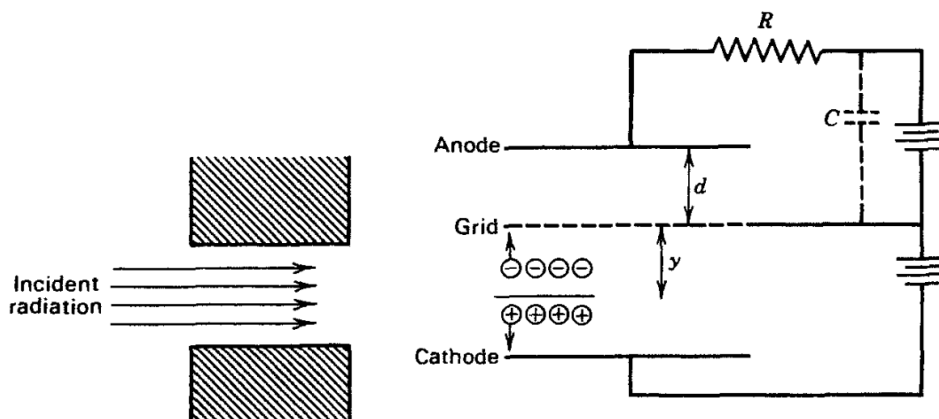 R
C
Anode
d
Grid
y
Incident
radiation
Cathode